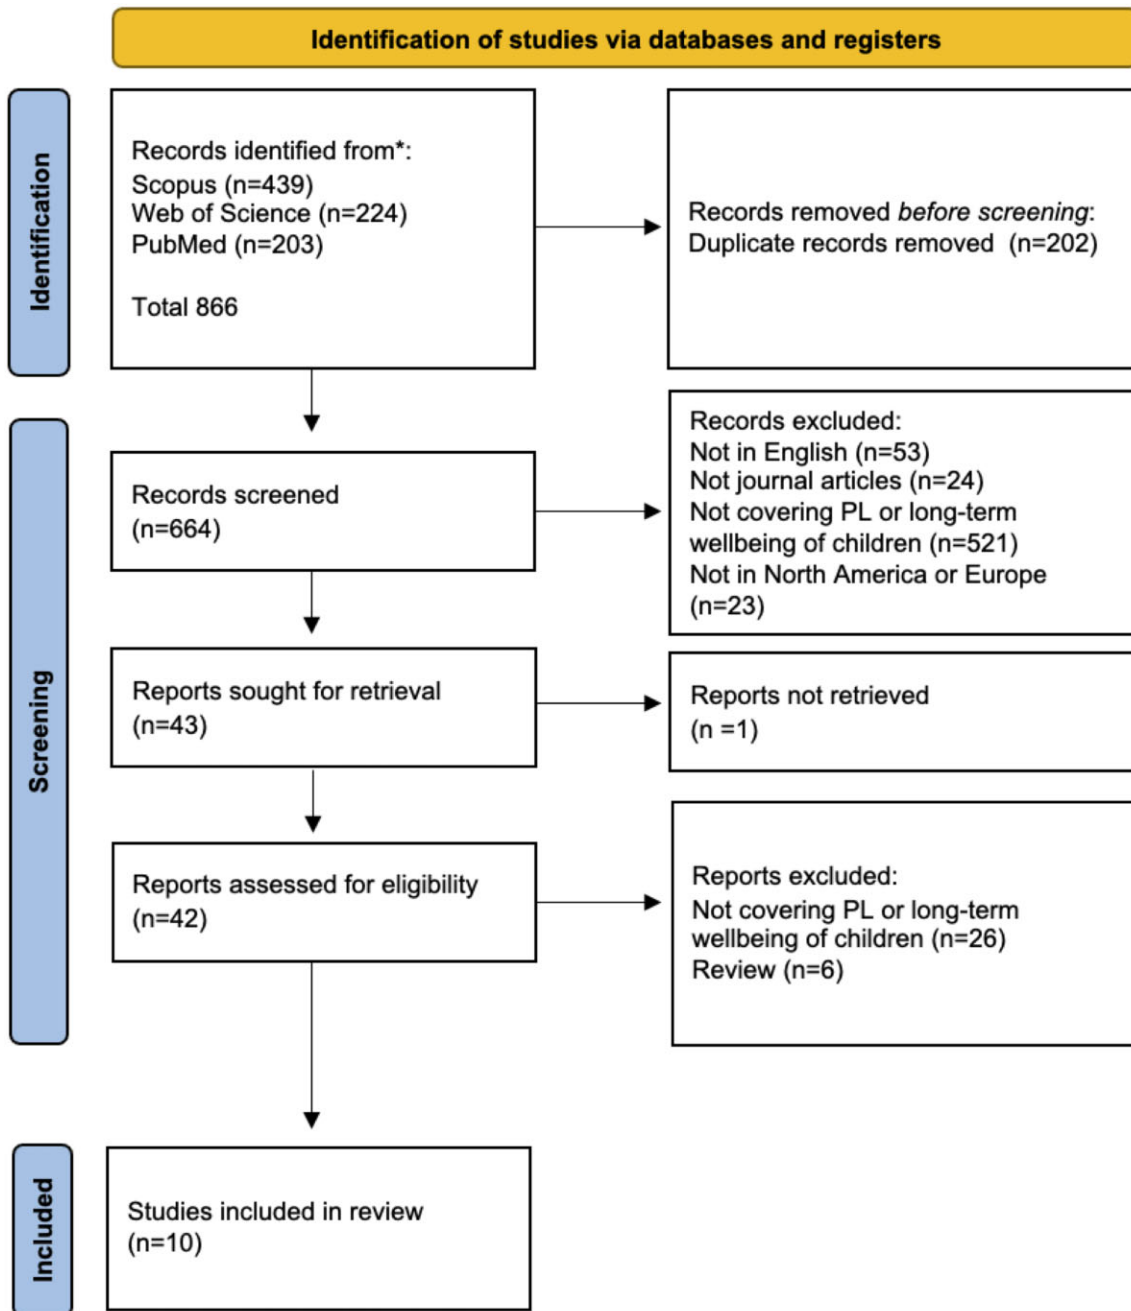 Identification of studies via databases and registers
Identification
Records identified from*:
Scopus (n=439)
Web of Science (n=224)
PubMed (n=203)
Total 866
Records removed before screening:
Duplicate records removed (n=202)
Screening
Records screened
(n=664)
Records excluded:
Not in English (n=53)
Not journal articles (n=24)
Not covering PL or long-term
wellbeing of children (n=521)
Not in North America or Europe
(n=23)
Reports sought for retrieval
(n=43)
Reports not retrieved
(n =1)
Reports assessed for eligibility
(n=42)
Reports excluded:
Not covering PL or long-term
wellbeing of children (n=26)
Review (n=6)
Included
Studies included in review
(n=10)